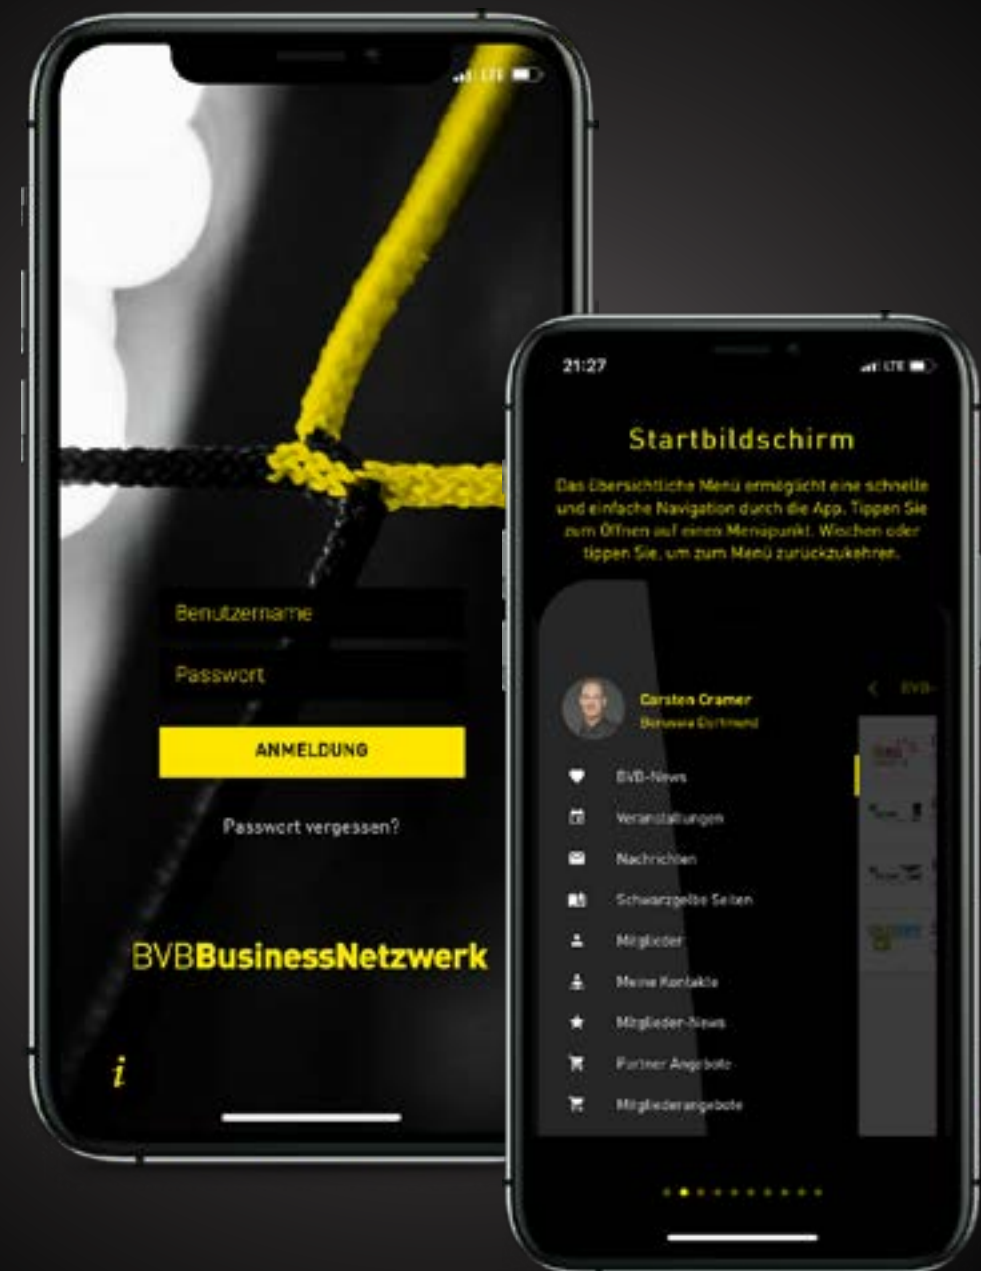 LTE
Benutzername
Passwort
ANMELDUNG
Passwort vergessen?
BVBBusinessNetzwerk
i
21:27
LTE
Startbildschirm
Das übersichtliche Menü ermöglicht eine schnelle
und einfache Navigation durch die App. Tippen Sie
zum Öffnen auf einen Menüpunkt. Wischen oder
tippen Sie, um zum Menü zurückzukehren.
Carsten Cramer
Borussia Dortmund
BVB-
BVB-News
Veranstaltungen
Nachrichten
Schwarzgelbe Seiten
Mitglieder
Meine Kontakte
Mitglieder-News
Partner Angebote
Mitgliederangebote